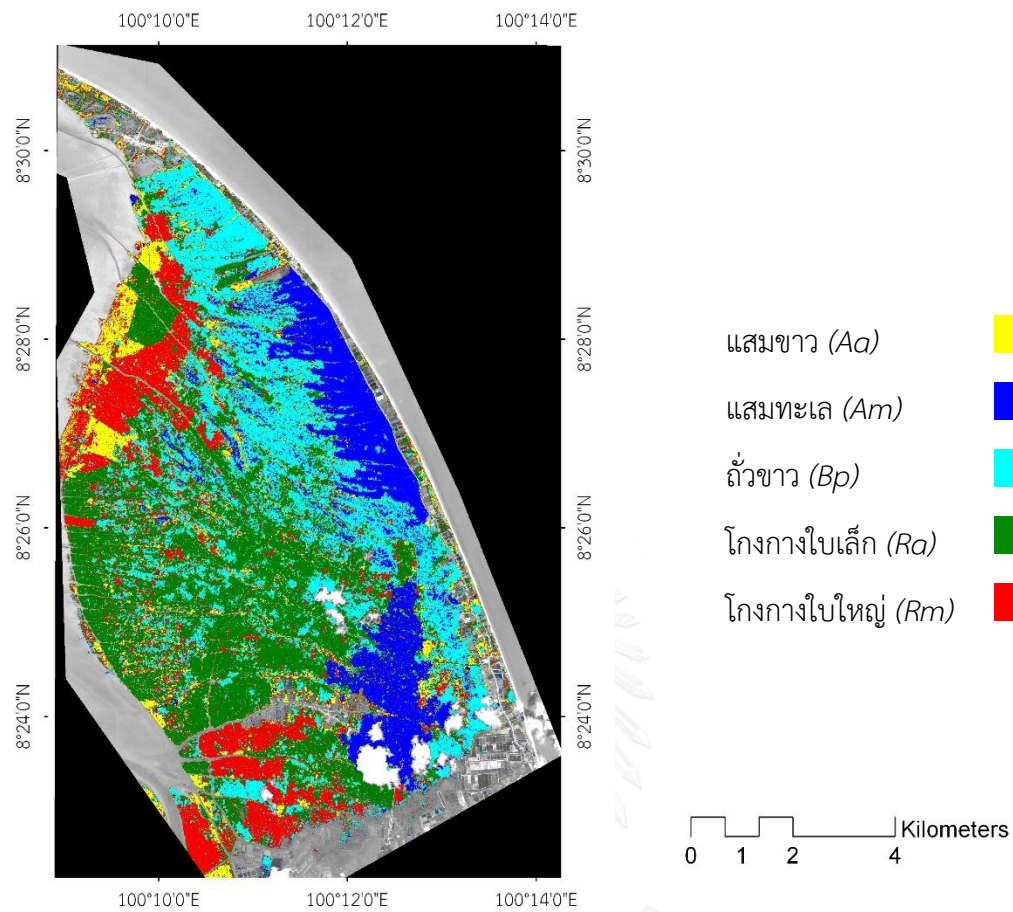 100°10'0"E 100°12'0"E 100°14'0"E
8°30'0"N 8°30'0"N
8°28'0"N 8°28'0"N
แสมขาว (Aa)
แสมทะเล (Am)
ถั่วขาว (Bp)
8°26'0"N 8°26'0"N
โกงกางใบเล็ก (Ra)
โกงกางใบใหญ่ (Rm)
8°24'0"N 8°24'0"N
Kilometers
0 1 2 4
100°10'0"E 100°12'0"E 100°14'0"E